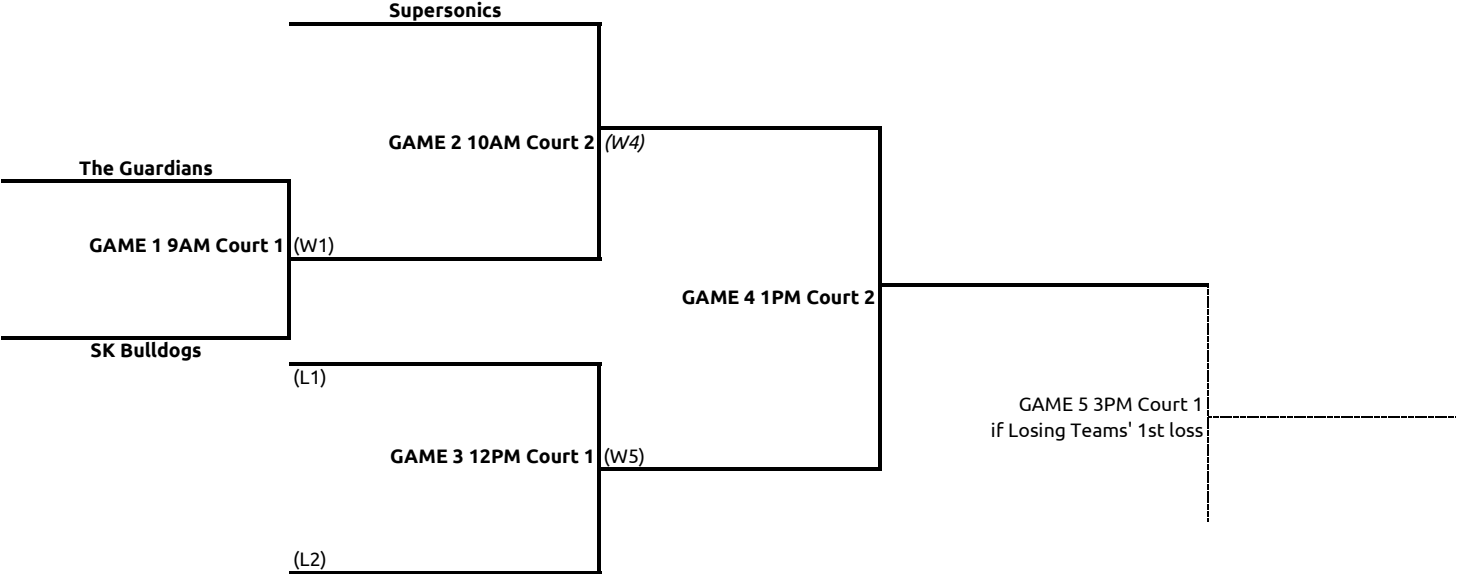 Supersonics
GAME 2 10AM Court 2
(W4)
The Guardians
GAME 1 9AM Court 1
(W1)
GAME 4 1PM Court 2
SK Bulldogs
(L1)
GAME 5 3PM Court 1
if Losing Teams' 1st loss
GAME 3 12PM Court 1
(W5)
(L2)